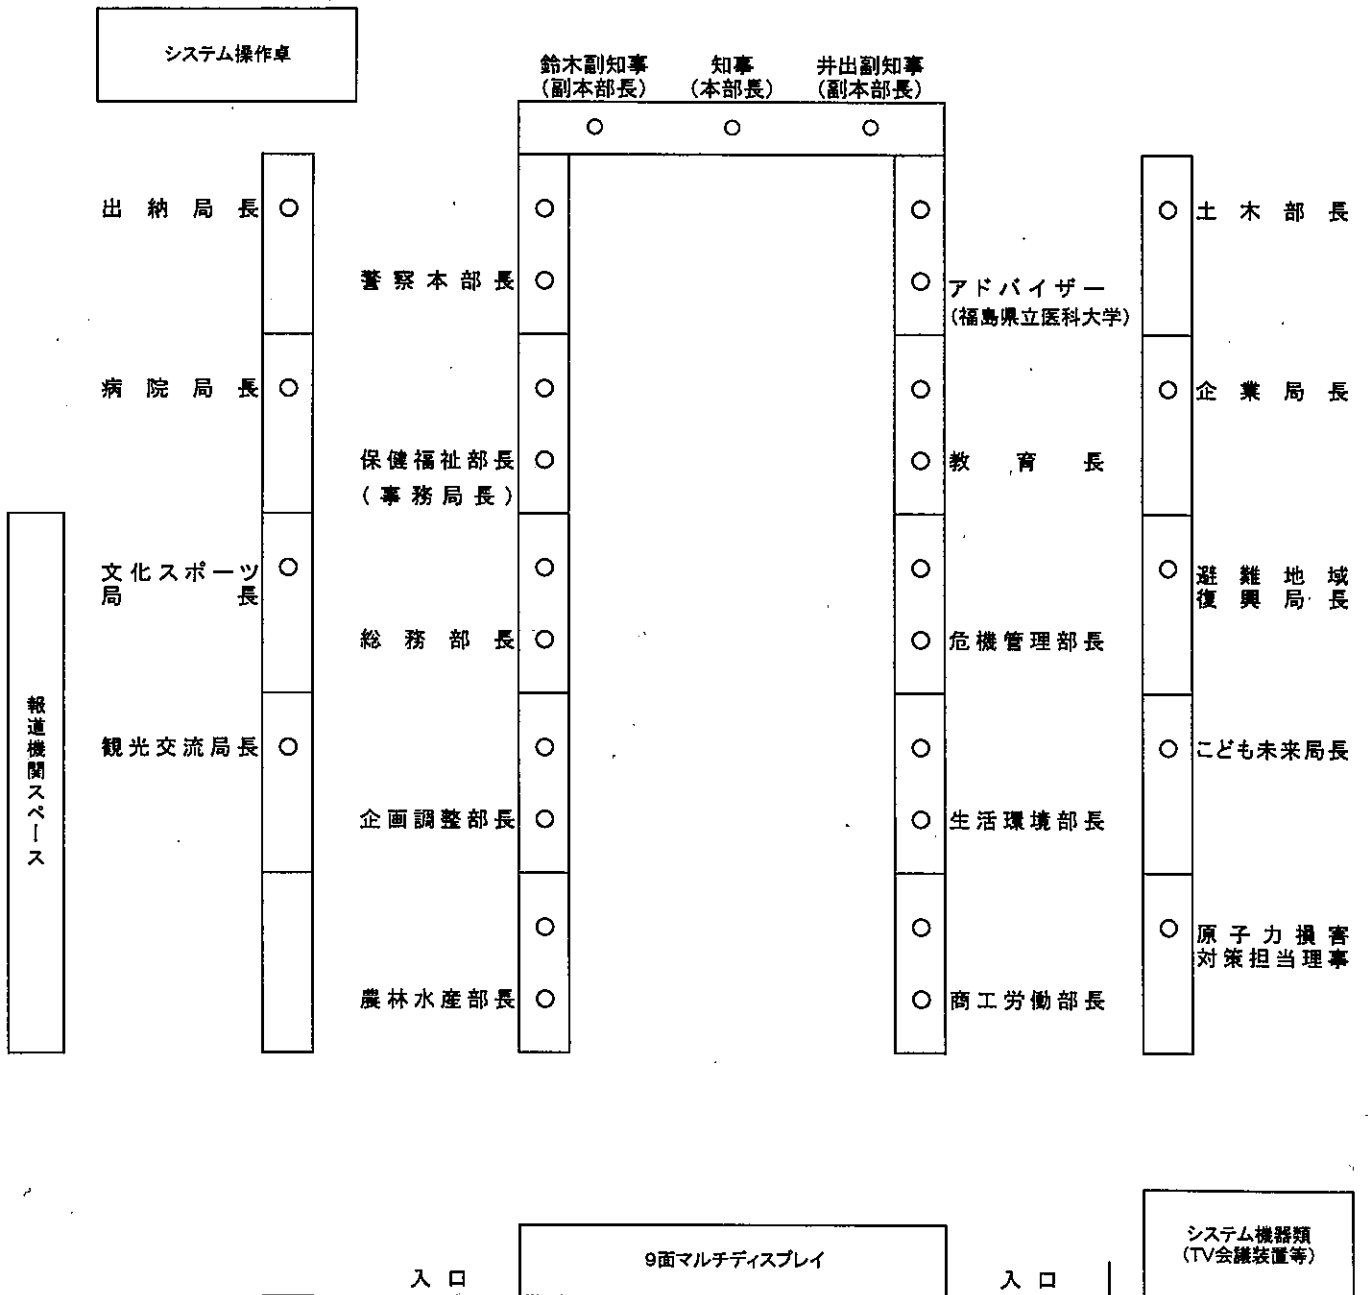 システム操作卓
鈴木副知事
(副本部長)
知事
(本部長)
井出副知事
(副本部長)
出納局長
警察本部長
病院局長
保健福祉部長
(事務局長)
文化スポーツ
局長
総務部長
観光交流局長
企画調整部長
農林水産部長
報道機関スペース
アドバイザー
(福島県立医科大学)
教育長
危機管理部長
生活環境部長
商工労働部長
土木部長
企業局長
避難地域
復興局長
こども未来局長
原子力損害
対策担当理事
入口
9面マルチディスプレイ
入口
システム機器類
(TV会議装置等)